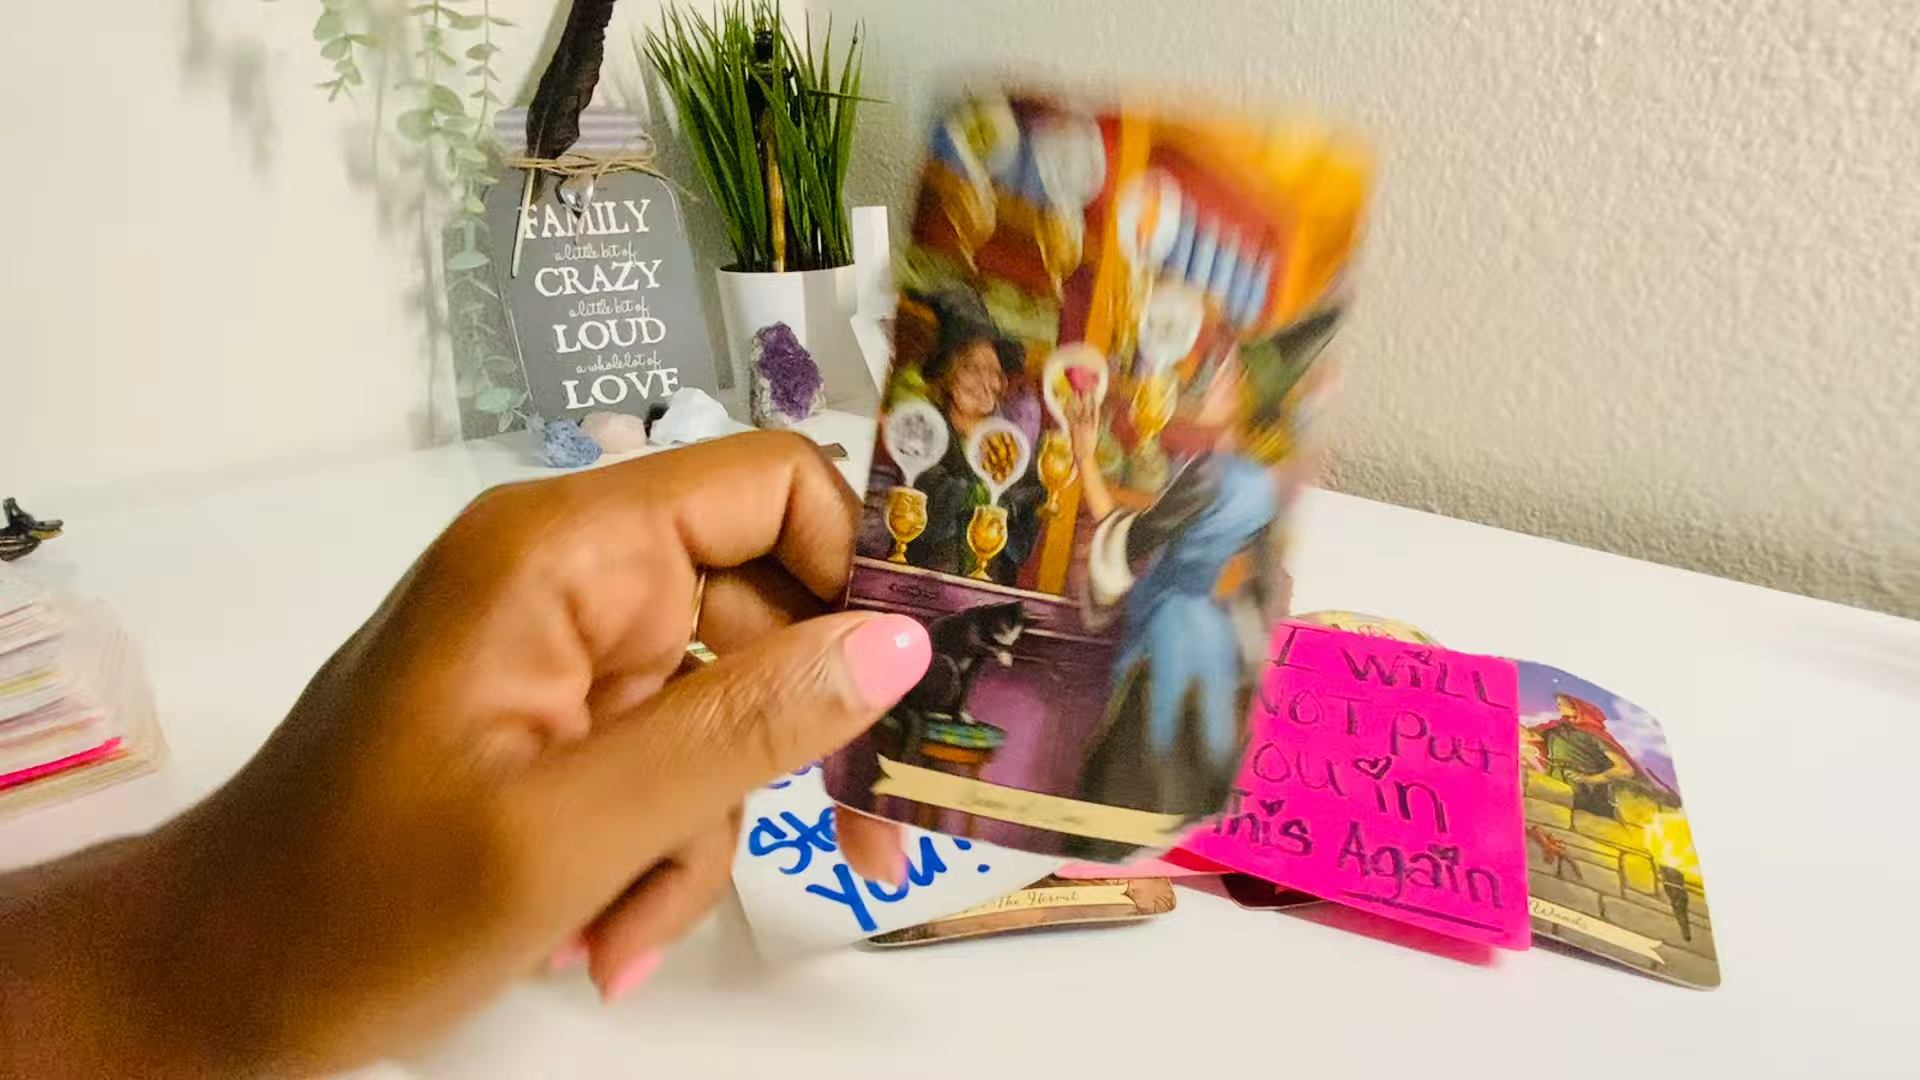 FAMILY
a little bit of
CRAZY
a little bit of
LOUD
a whole lot of
LOVE
I WILL
NOT Put
OU in
This Again
You!
The Hermit
Wands